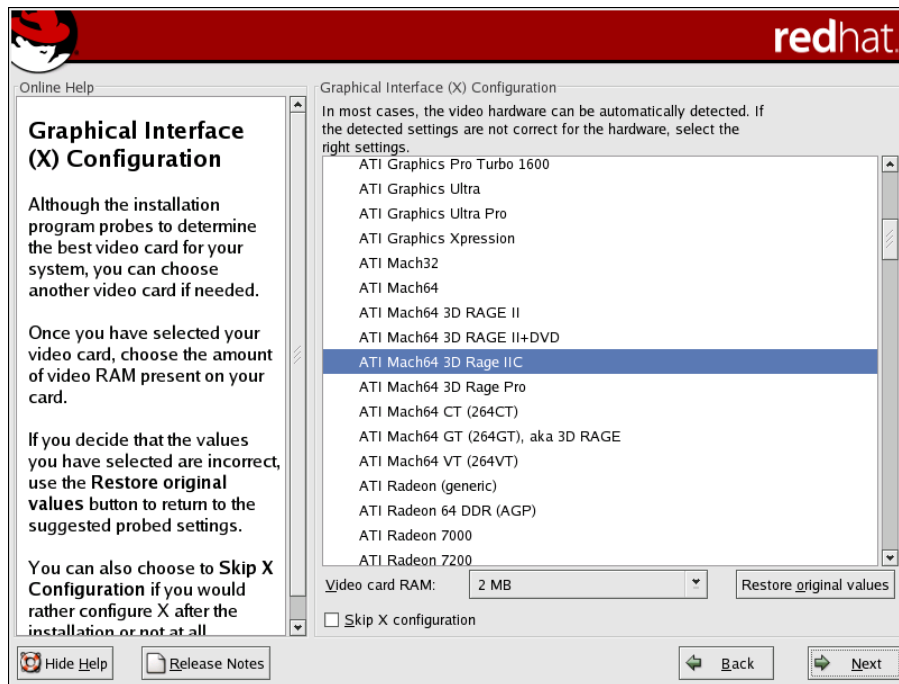 redhat.
Online Help
Graphical Interface
(X) Configuration
Although the installation
program probes to determine
the best video card for your
system, you can choose
another video card if needed.
Once you have selected your
video card, choose the amount
of video RAM present on your
card.
If you decide that the values
you have selected are incorrect,
use the Restore original
values button to return to the
suggested probed settings.
You can also choose to Skip X
Configuration if you would
rather configure X after the
installation or not at all
Graphical Interface (X) Configuration
In most cases, the video hardware can be automatically detected. If
the detected settings are not correct for the hardware, select the
right settings.
ATI Graphics Pro Turbo 1600
ATI Graphics Ultra
ATI Graphics Ultra Pro
ATI Graphics Xpression
ATI Mach32
ATI Mach64
ATI Mach64 3D RAGE II
ATI Mach64 3D RAGE II+DVD
ATI Mach64 3D Rage IIC
ATI Mach64 3D Rage Pro
ATI Mach64 CT (264CT)
ATI Mach64 GT (264GT), aka 3D RAGE
ATI Mach64 VT (264VT)
ATI Radeon (generic)
ATI Radeon 64 DDR (AGP)
ATI Radeon 7000
ATI Radeon 7200
Video card RAM: 2 MB Restore original values
Skip X configuration
Hide Help Release Notes Back Next